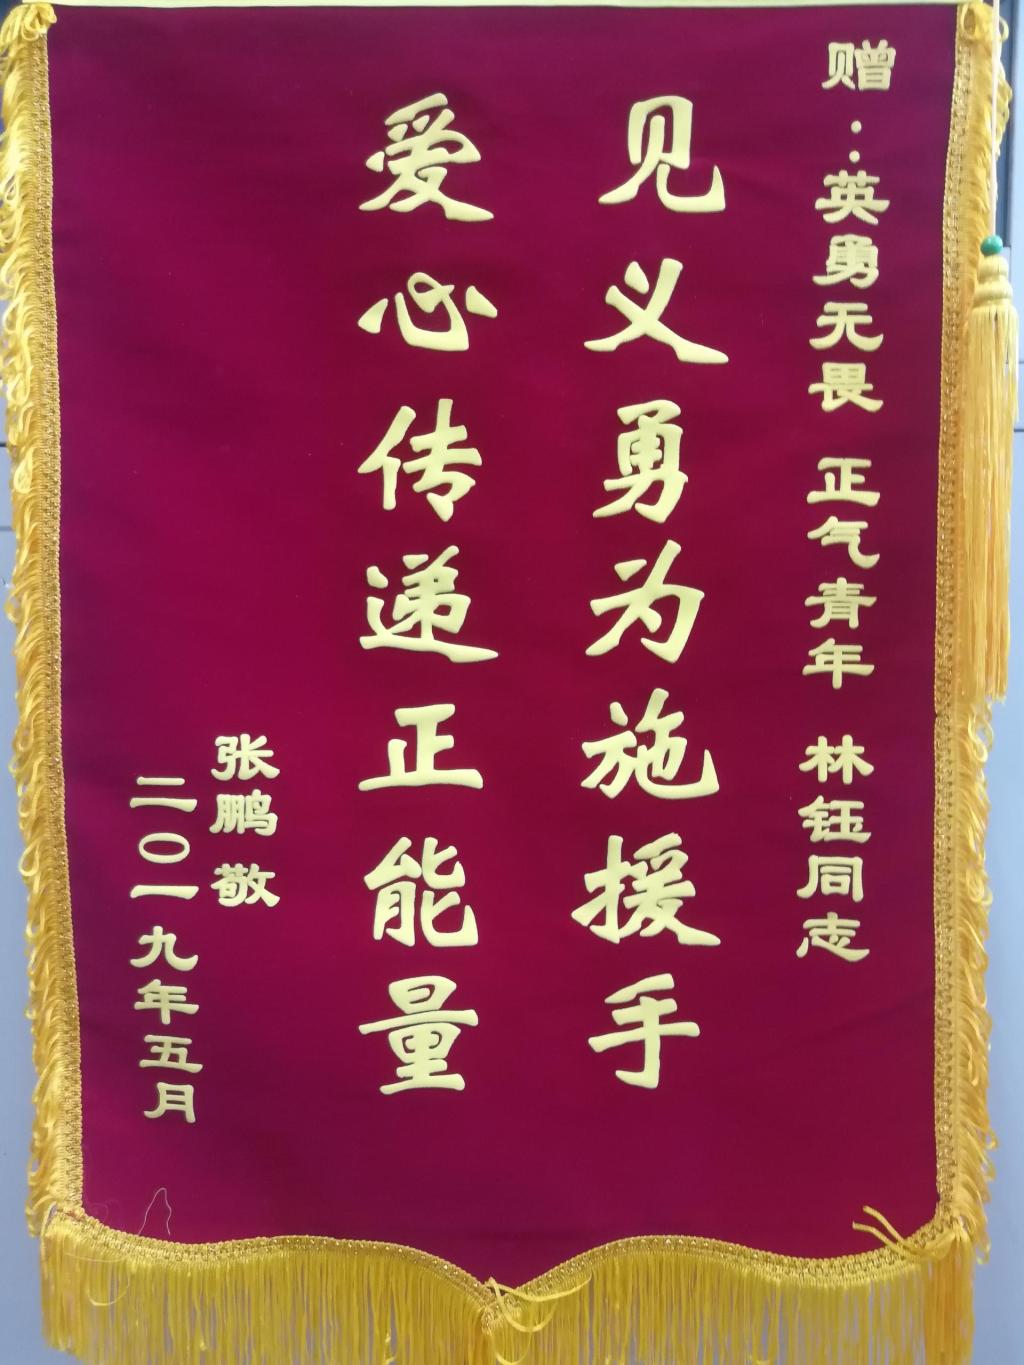 赠：英勇无畏 正气青年 林钰同志
见义勇为施援手
爱心传递正能量
张鹏 敬
二〇一九年五月